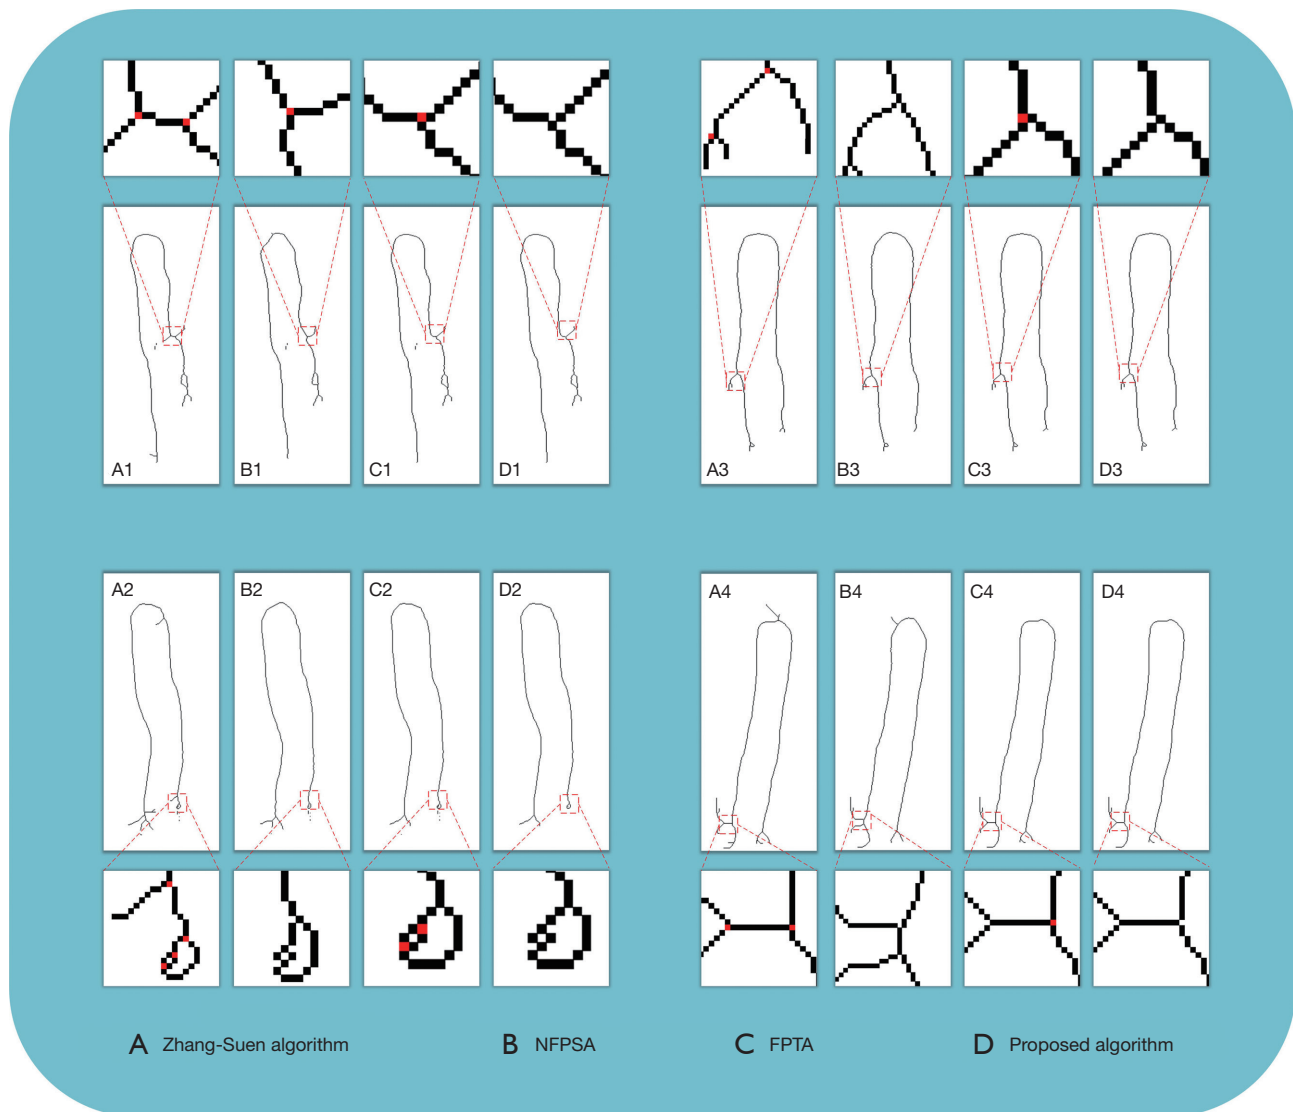 A1 B1 C1 D1 A3 B3 C3 D3
A2 B2 C2 D2 A4 B4 C4 D4
A Zhang-Suen algorithm B NFPSA C FPTA D Proposed algorithm